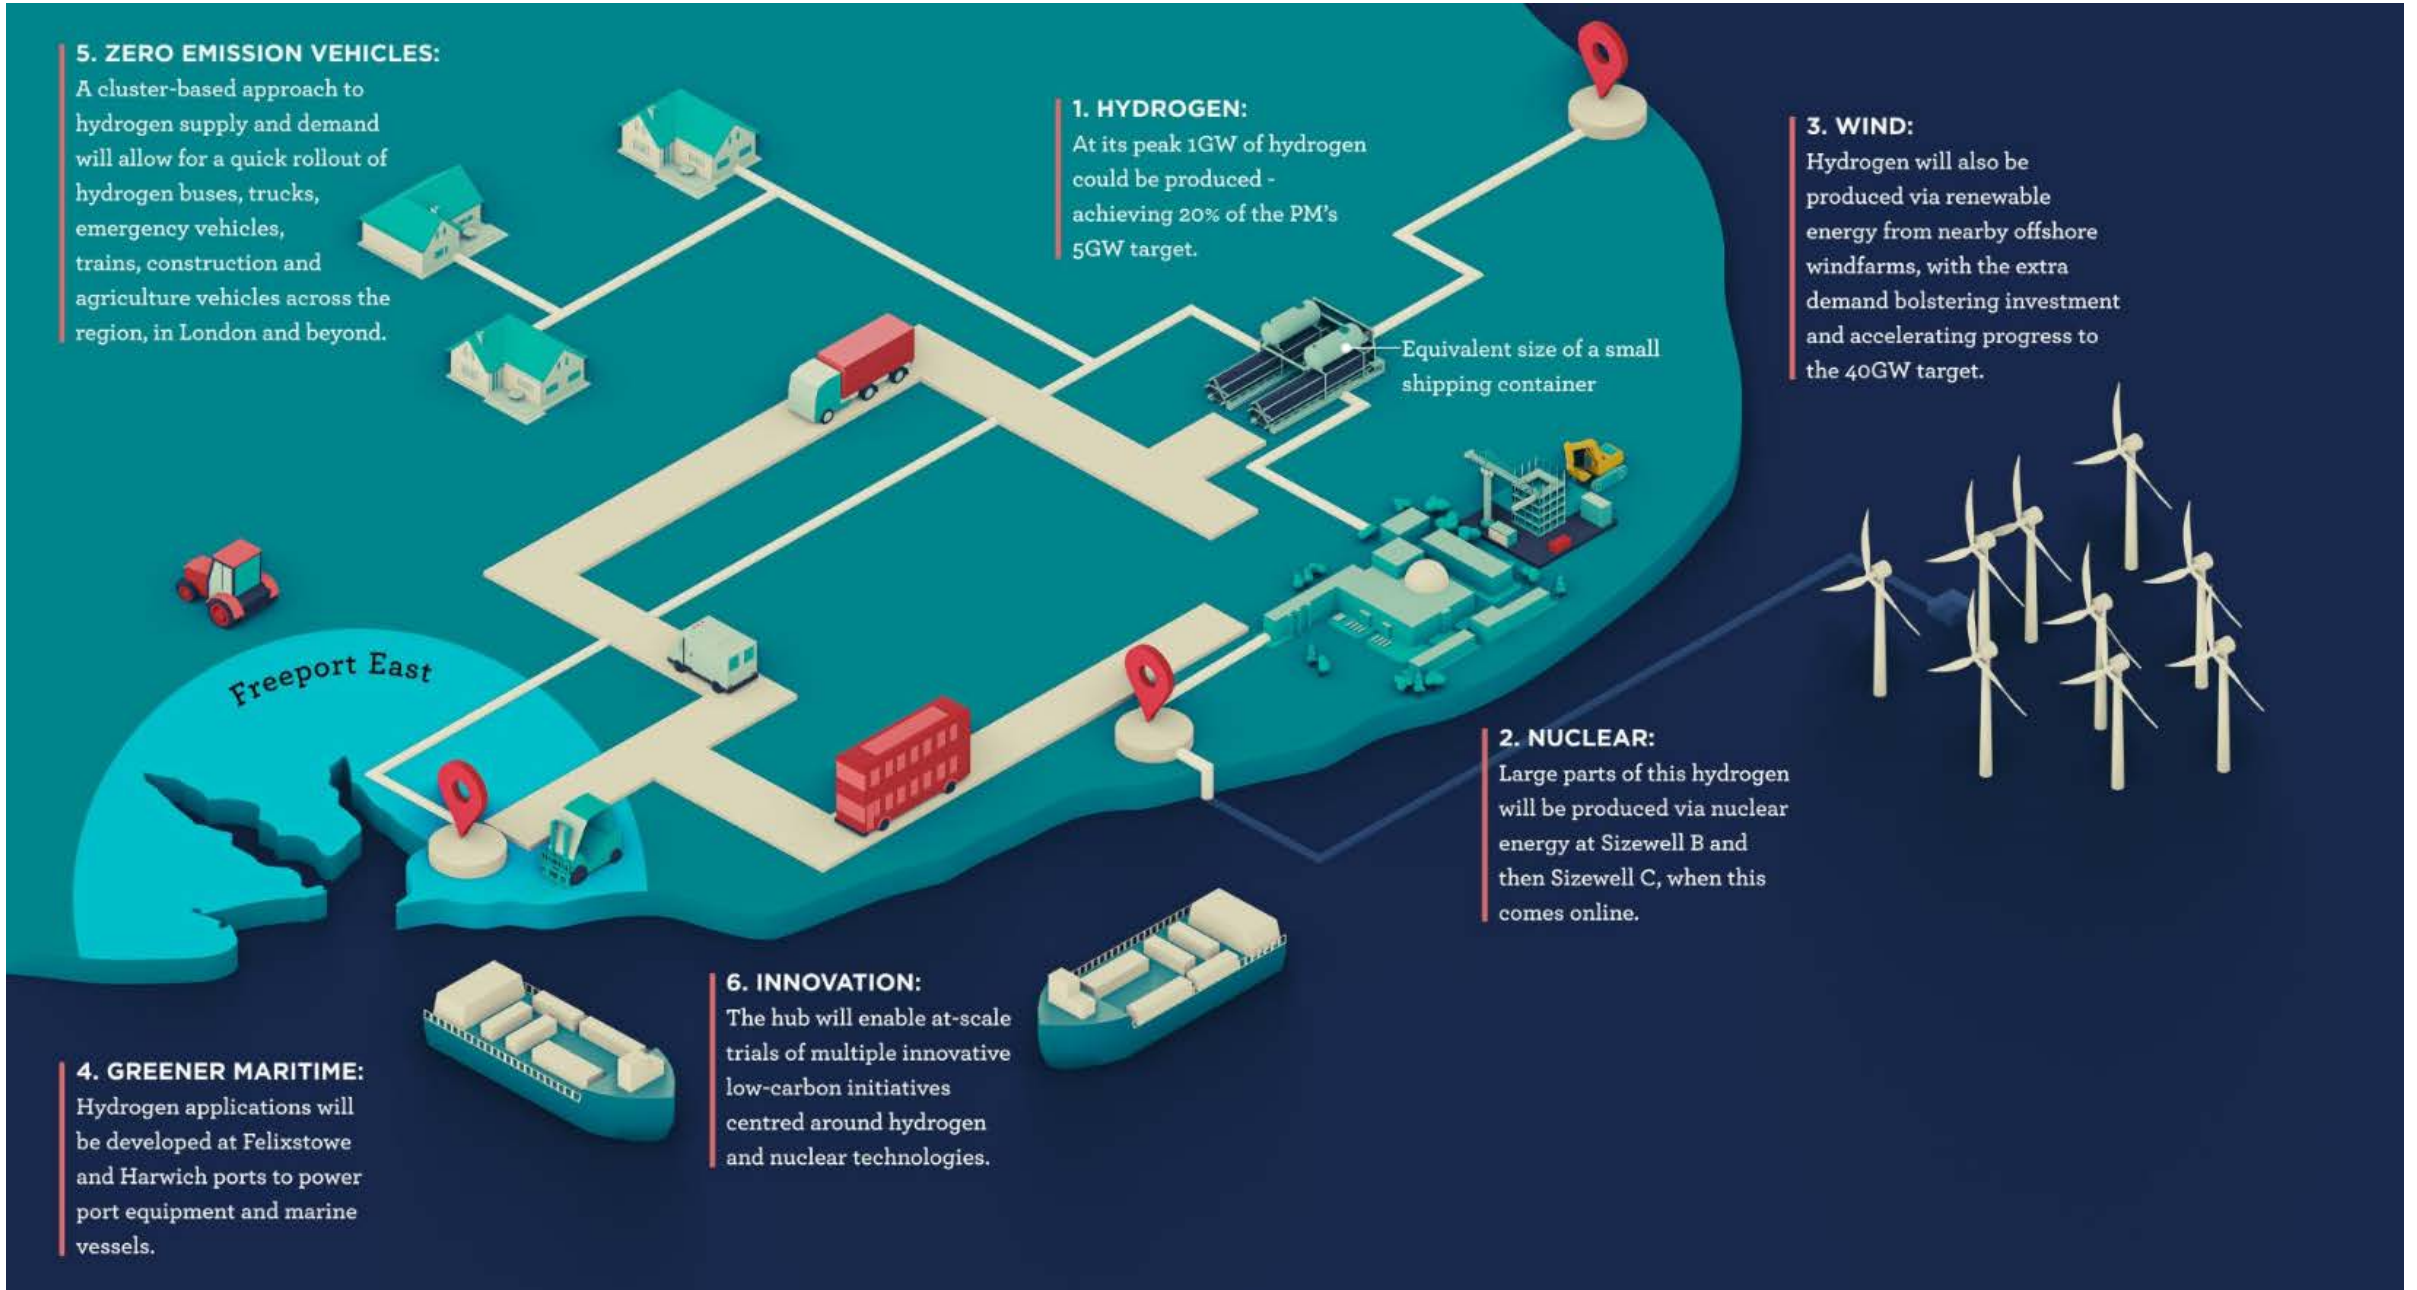 5. ZERO EMISSION VEHICLES:
A cluster-based approach to
hydrogen supply and demand
will allow for a quick rollout of
hydrogen buses, trucks,
emergency vehicles,
trains, construction and
agriculture vehicles across the
region, in London and beyond.
1. HYDROGEN:
At its peak 1GW of hydrogen
could be produced -
achieving 20% of the PM's
5GW target.
3. WIND:
Hydrogen will also be
produced via renewable
energy from nearby offshore
windfarms, with the extra
demand bolstering investment
and accelerating progress to
the 40GW target.
Equivalent size of a small
shipping container
Freeport East
2. NUCLEAR:
Large parts of this hydrogen
will be produced via nuclear
energy at Sizewell B and
then Sizewell C, when this
comes online.
6. INNOVATION:
The hub will enable at-scale
trials of multiple innovative
low-carbon initiatives
centred around hydrogen
and nuclear technologies.
4. GREENER MARITIME:
Hydrogen applications will
be developed at Felixstowe
and Harwich ports to power
port equipment and marine
vessels.